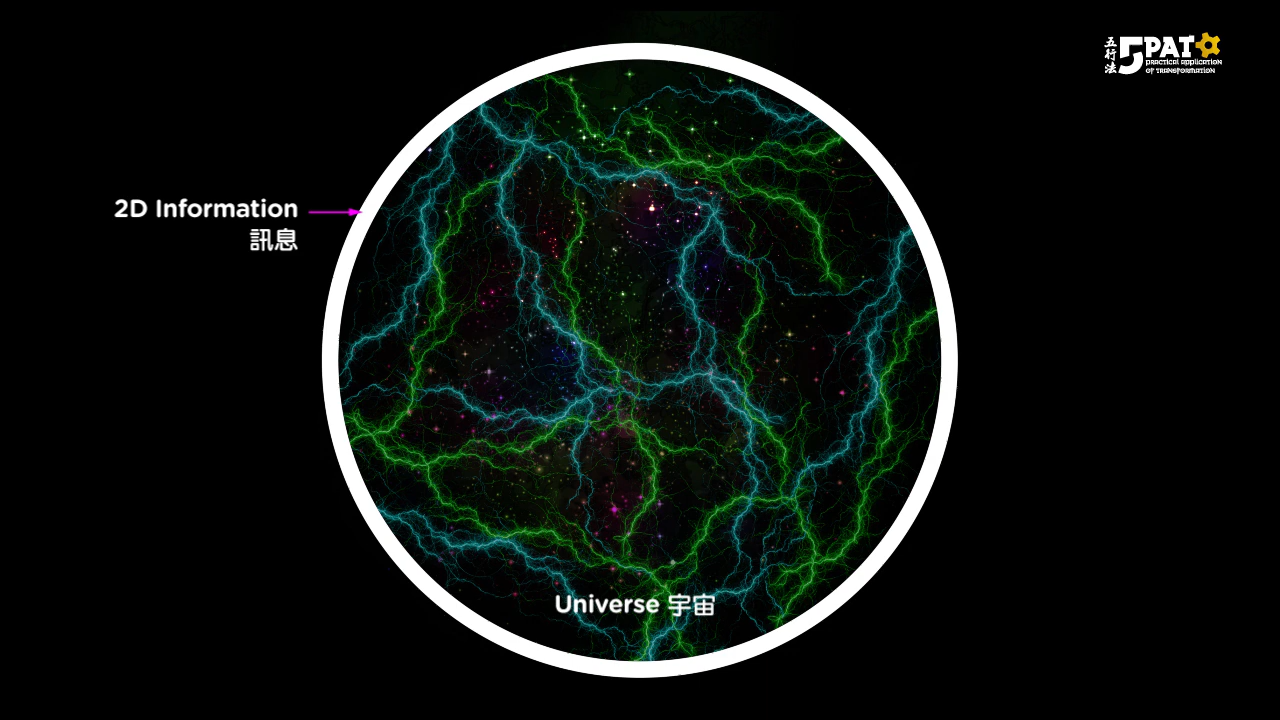 五行法
5PAT
PRACTICAL APPLICATION
OF TRANSFORMATION
2D Information
訊息
Universe 宇宙